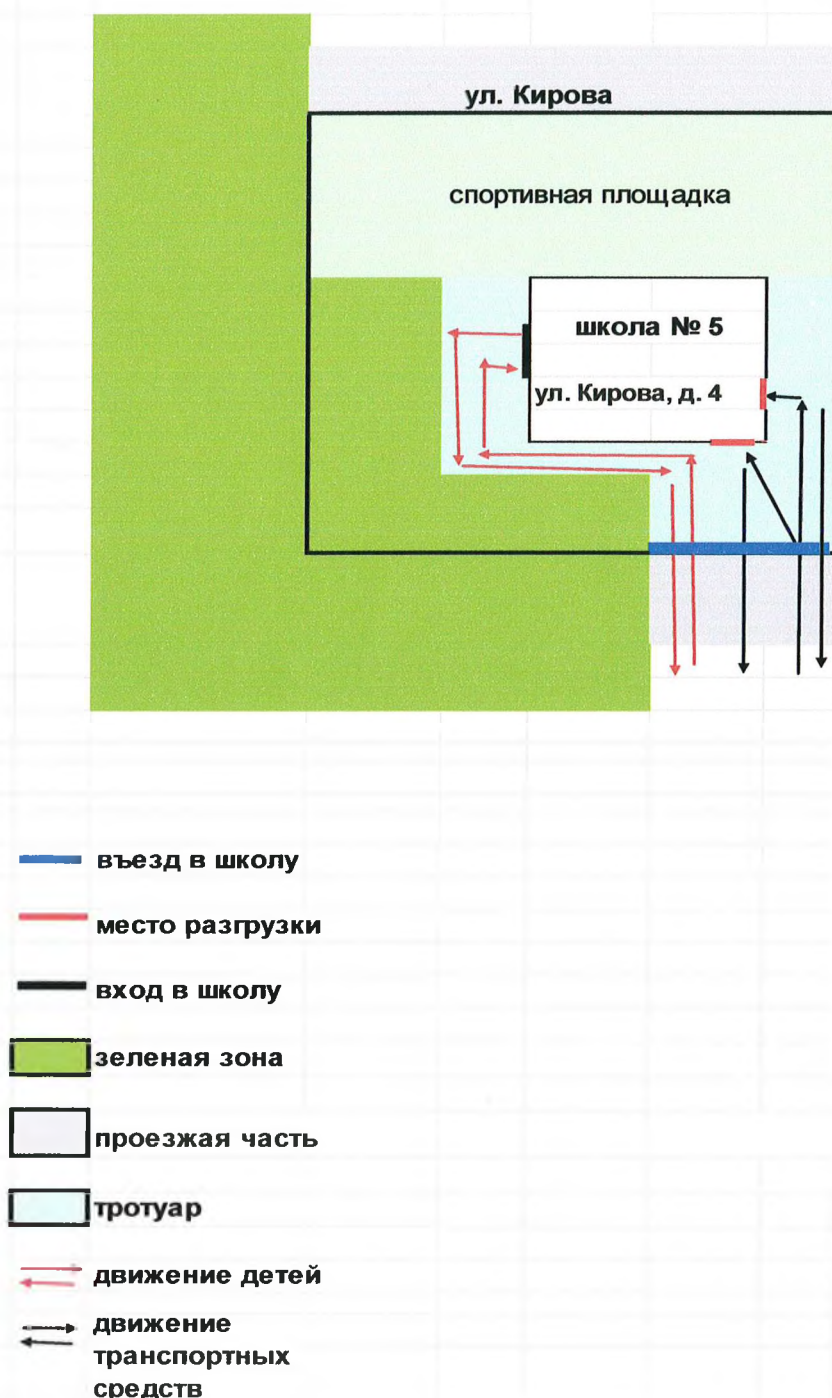 ул. Кирова
спортивная площадка
школа № 5
ул. Кирова, д. 4
въезд в школу
место разгрузки
вход в школу
зеленая зона
проезжая часть
тротуар
движение детей
движение
транспортных
средств